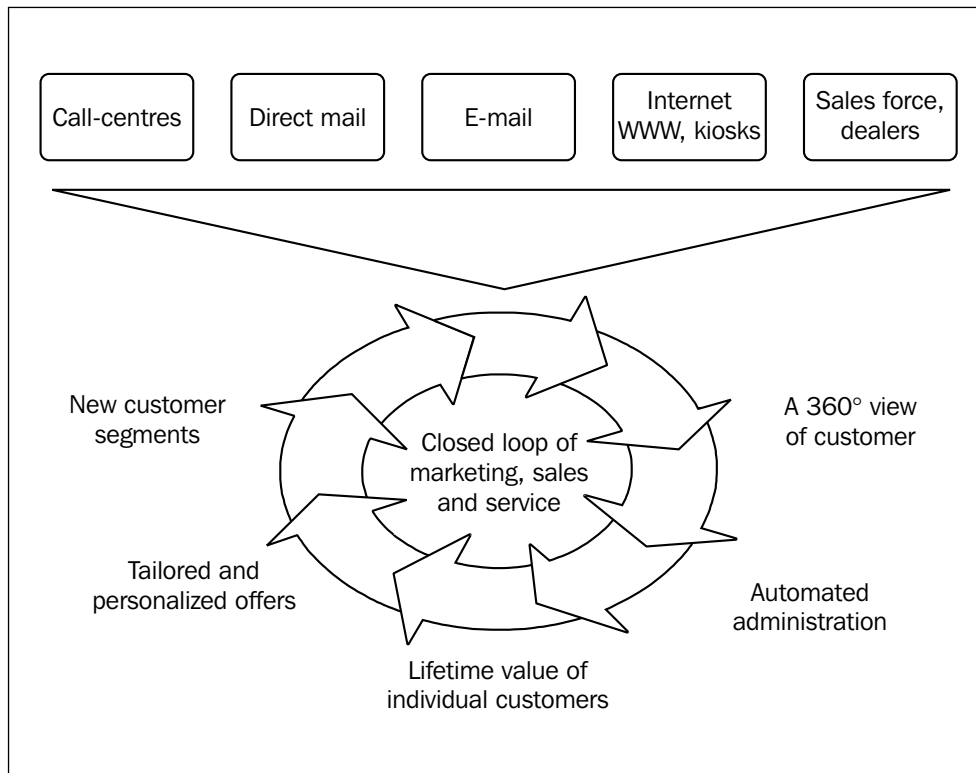 Call-centres
Direct mail
E-mail
Internet
WWW, kiosks
Sales force,
dealers
New customer
segments
A 360° view
of customer
Closed loop of
marketing, sales
and service
Tailored and
personalized offers
Automated
administration
Lifetime value of
individual customers